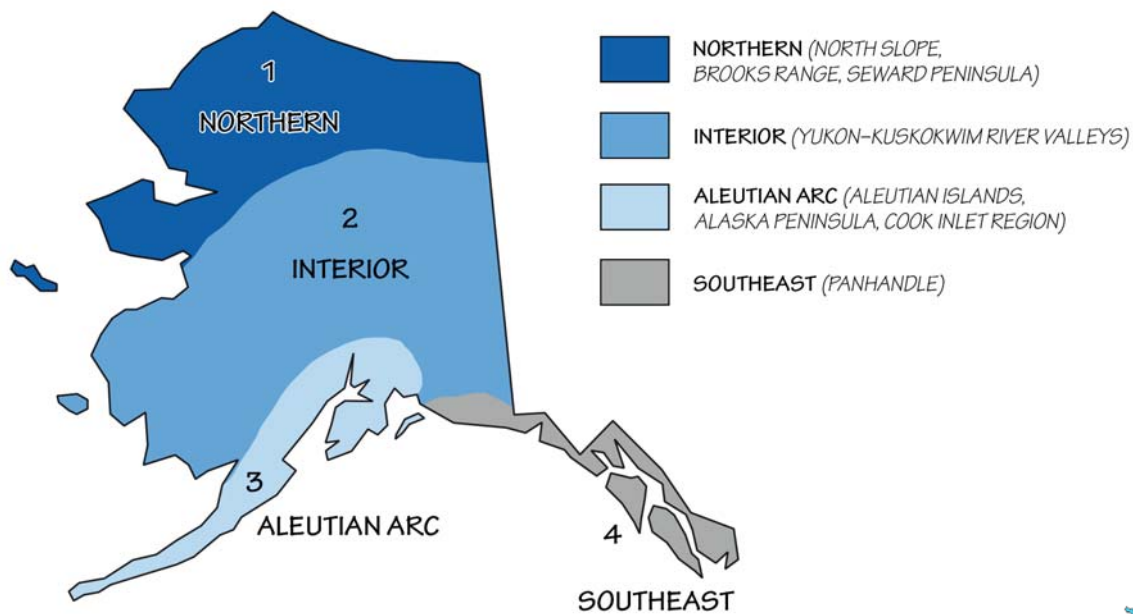 1
NORTHERN
2
INTERIOR
3
ALEUTIAN ARC
4
SOUTHEAST
NORTHERN (NORTH SLOPE,
BROOKS RANGE, SEWARD PENINSULA)
INTERIOR (YUKON–KUSKOKWIM RIVER VALLEYS)
ALEUTIAN ARC (ALEUTIAN ISLANDS,
ALASKA PENINSULA, COOK INLET REGION)
SOUTHEAST (PANHANDLE)